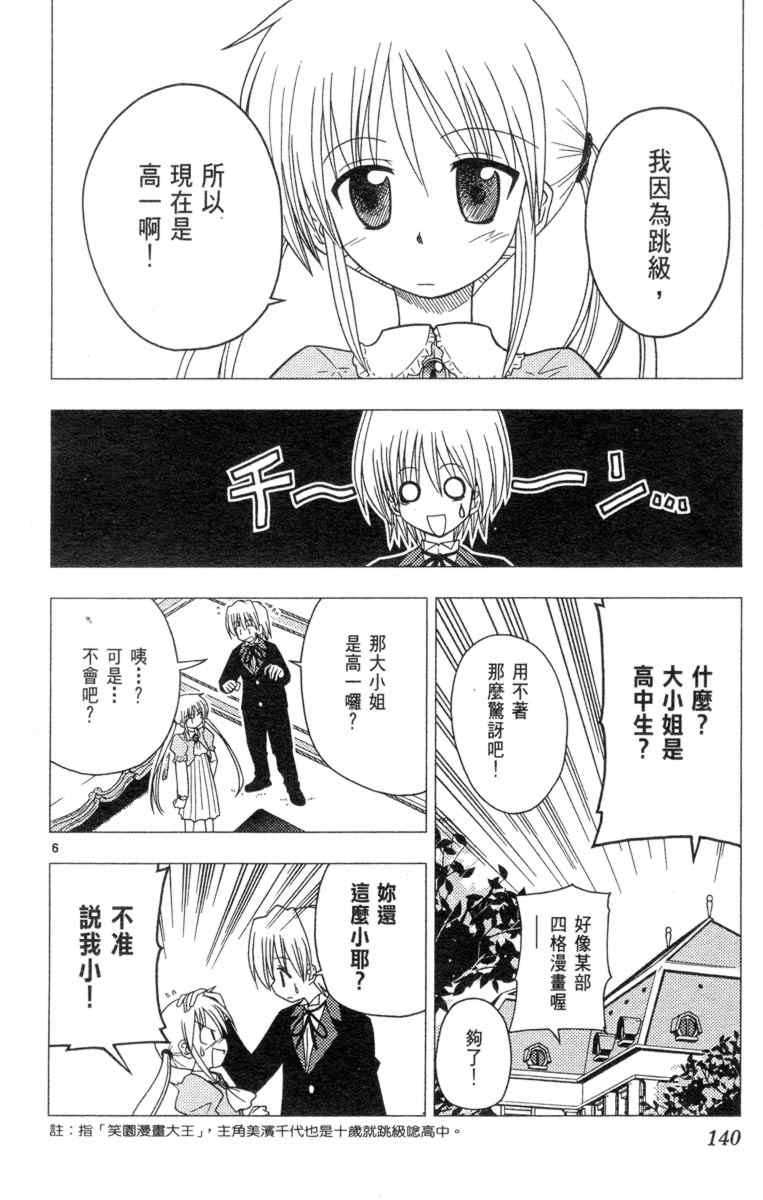 我因為跳級，
所以
現在是
高一啊！
千～～ー…
什麼？
大小姐是
高中生？
用不著
那麼驚訝吧！
好像某部
四格漫畫喔
——
夠了！
那大小姐
是高一囉？
咦…？
可是…
不會吧？
6
妳還
這麼小耶？
不准
說我小！
註：指「笑園漫畫大王」，主角美濱千代也是十歲就跳級唸高中。
140